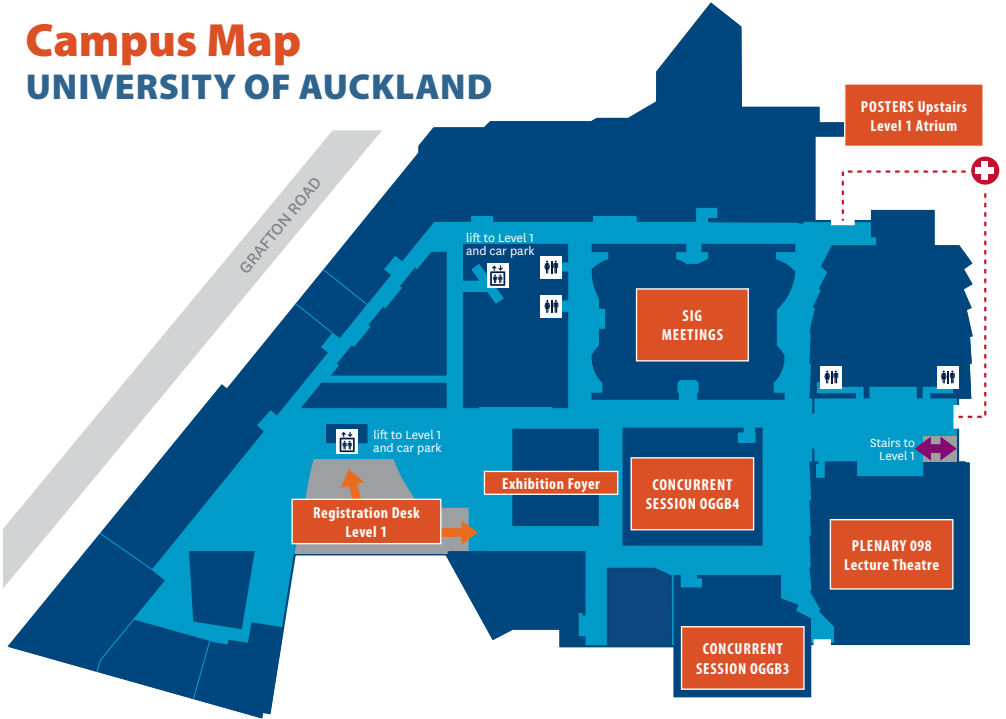 Campus Map
UNIVERSITY OF AUCKLAND
POSTERS Upstairs
Level 1 Atrium
GRAFTON ROAD
lift to Level 1
and car park
SIG
MEETINGS
lift to Level 1
and car park
Stairs to
Level 1
Exhibition Foyer
CONCURRENT
SESSION OGGB4
Registration Desk
Level 1
PLENARY 098
Lecture Theatre
CONCURRENT
SESSION OGGB3